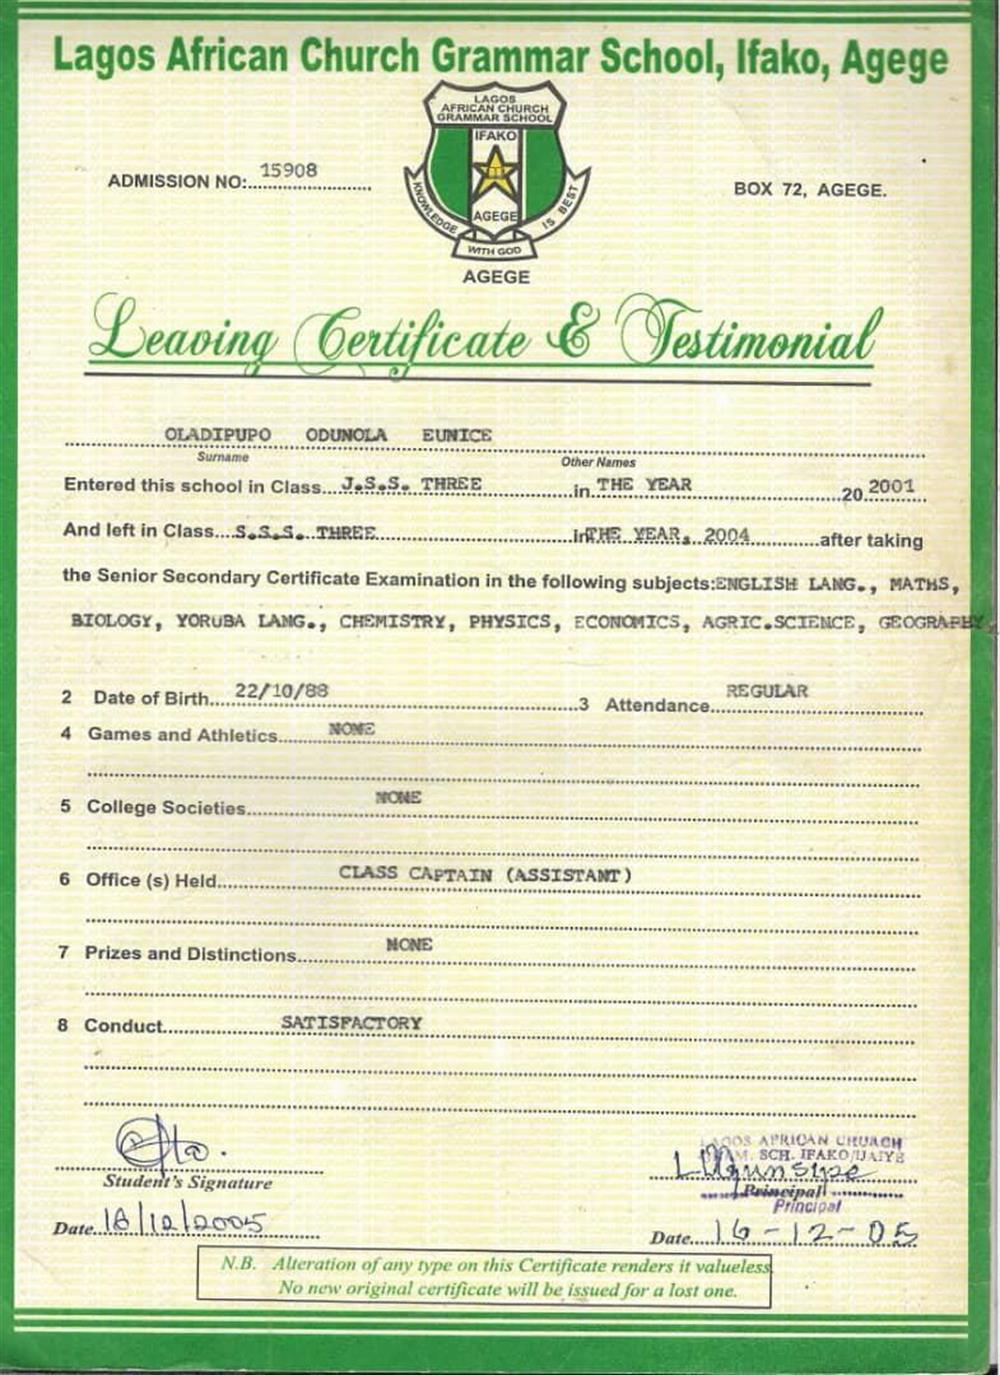 Lagos African Church Grammar School, Ifako, Agege
LAGOS
AFRICAN CHURCH
GRAMMAR SCHOOL
IFAKO
AGEGE
KNOWLEDGE IS BEST
WITH GOD
ADMISSION NO:........15908........
BOX 72, AGEGE.
AGEGE
Leaving Certificate & Testimonial
OLADIPUPO ODUNOLA EUNICE
Surname Other Names
Entered this school in Class...J.S.S. THREE...in THE YEAR...20 2001
And left in Class....S.S.S. THREE...in THE YEAR, 2004...after taking
the Senior Secondary Certificate Examination in the following subjects:ENGLISH LANG., MATHS,
BIOLOGY, YORUBA LANG., CHEMISTRY, PHYSICS, ECONOMICS, AGRIC.SCIENCE, GEOGRAPHY
2 Date of Birth....22/10/88....3 Attendance....REGULAR
4 Games and Athletics....NONE
5 College Societies....NONE
6 Office (s) Held....CLASS CAPTAIN (ASSISTANT)
7 Prizes and Distinctions....NONE
8 Conduct....SATISFACTORY
LAGOS AFRICAN CHURCH
GRAM. SCH. IFAKO/IJAIYE
Student's Signature
Principal
Principal
Date..16/12/2005
Date....16-12-05
N.B. Alteration of any type on this Certificate renders it valueless
No new original certificate will be issued for a lost one.